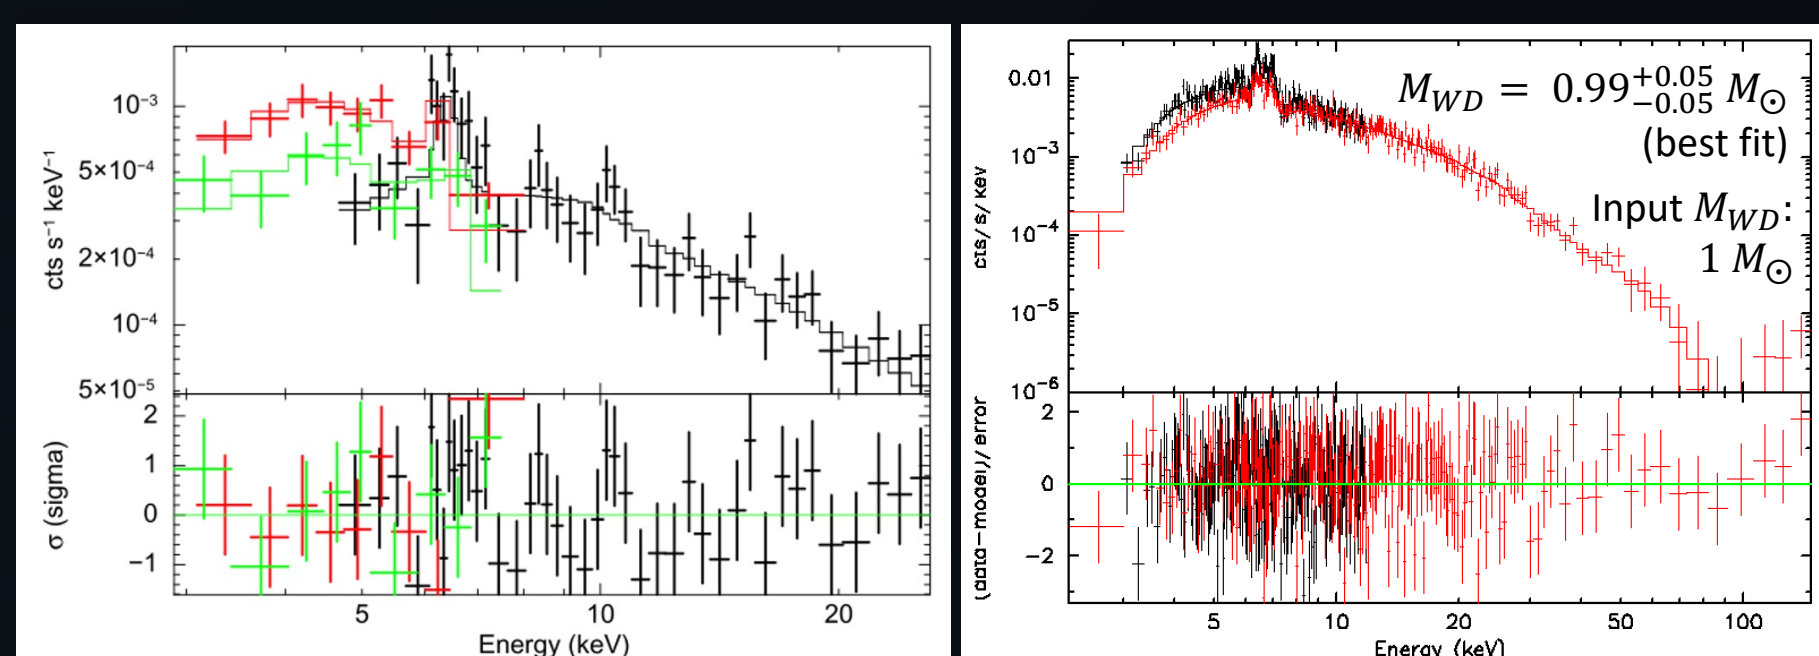 10⁻³
5×10⁻⁴
2×10⁻⁴
10⁻⁴
5×10⁻⁵
cts s⁻¹ keV⁻¹
2
1
0
−1
σ (sigma)
5 10 20
Energy (keV)
0.01
10⁻³
10⁻⁴
10⁻⁵
10⁻⁶
cts/s/keV
M_WD = 0.99 +0.05 −0.05 M⊙
(best fit)
Input M_WD:
1 M⊙
2
0
−2
(data−model)/error
5 10 20 50 100
Energy (keV)